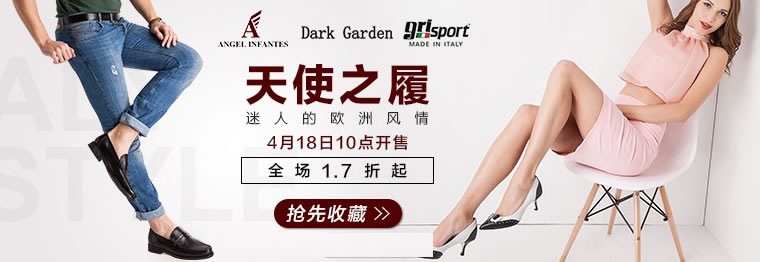 ANGEL INFANTES
Dark Garden
grisport
MADE IN ITALY
天使之履
迷人的欧洲风情
4月18日10点开售
全场1.7折起
抢先收藏 >>
STYLE